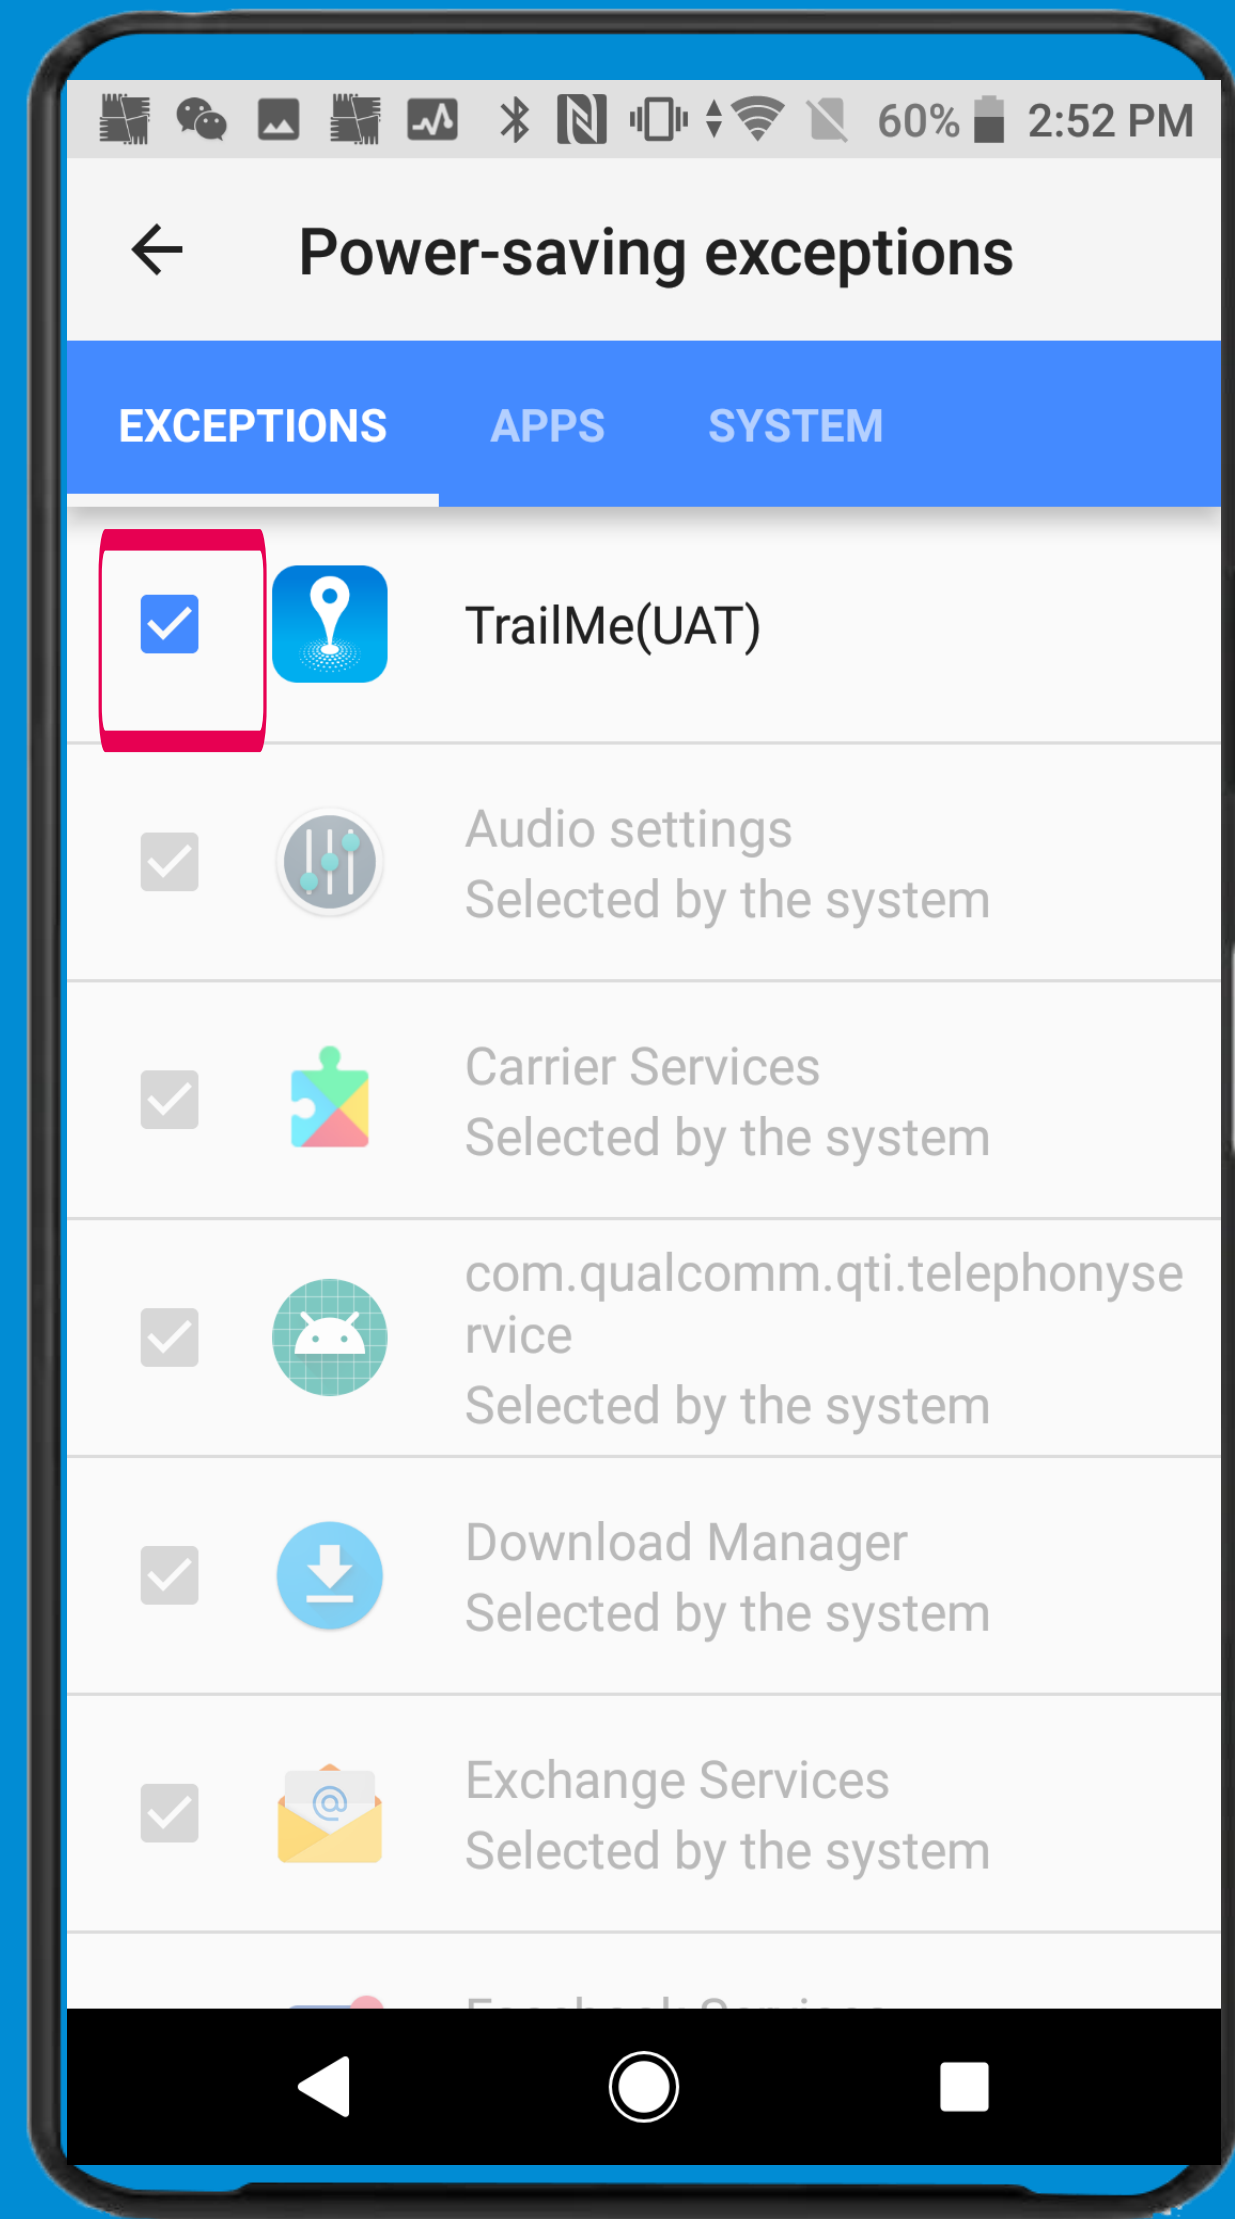 60% 2:52 PM
Power-saving exceptions
EXCEPTIONS APPS SYSTEM
TrailMe(UAT)
Audio settings
Selected by the system
Carrier Services
Selected by the system
com.qualcomm.qti.telephonyse
rvice
Selected by the system
Download Manager
Selected by the system
@
Exchange Services
Selected by the system